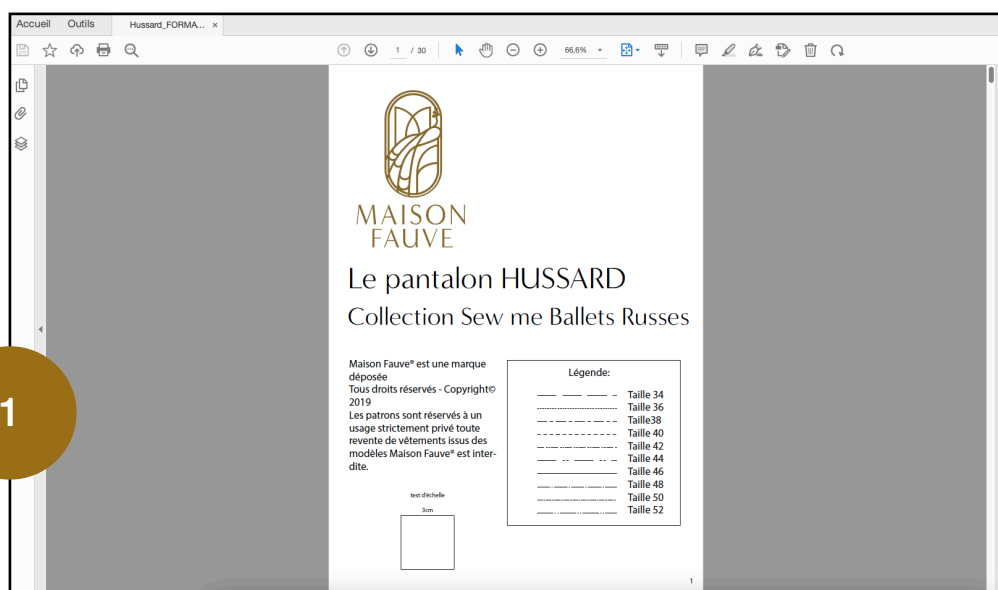 Accueil Outils Hussard_FORMA... ×
1 / 30 66,6%
MAISON
FAUVE
Le pantalon HUSSARD
Collection Sew me Ballets Russes
Maison Fauve® est une marque
déposée
Tous droits réservés - Copyright©
2019
Les patrons sont réservés à un
usage strictement privé toute
revente de vêtements issus des
modèles Maison Fauve® est inter-
dite.
test d'échelle
3cm
Légende:
Taille 34
Taille 36
Taille38
Taille 40
Taille 42
Taille 44
Taille 46
Taille 48
Taille 50
Taille 52
1
1